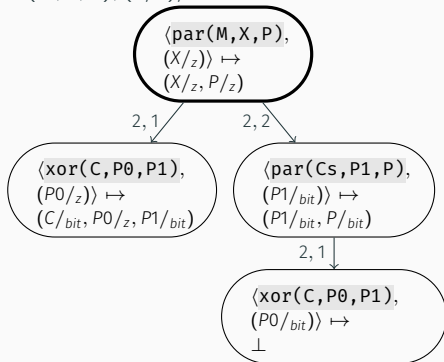 ⟨par(M,X,P),
(X/z)⟩ ↦
(X/z, P/z)
2, 1
2, 2
⟨xor(C,P0,P1),
(P0/z)⟩ ↦
(C/bit, P0/z, P1/bit)
⟨par(Cs,P1,P),
(P1/bit)⟩ ↦
(P1/bit, P/bit)
2, 1
⟨xor(C,P0,P1),
(P0/bit)⟩ ↦
⊥